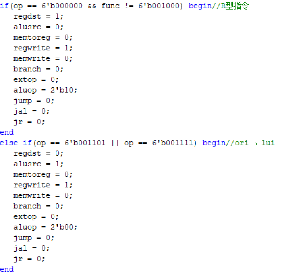 if(op == 6'b000000 && func != 6'b001000) begin//R型指令
regdst = 1;
alusrc = 0;
memtoreg = 0;
regwrite = 1;
memwrite = 0;
branch = 0;
extop = 0;
aluop = 2'b10;
jump = 0;
jal = 0;
jr = 0;
end
else if(op == 6'b001101 || op == 6'b001111) begin//ori 、lui
regdst = 0;
alusrc = 1;
memtoreg = 0;
regwrite = 1;
memwrite = 0;
branch = 0;
extop = 0;
aluop = 2'b00;
jump = 0;
jal = 0;
jr = 0;
end